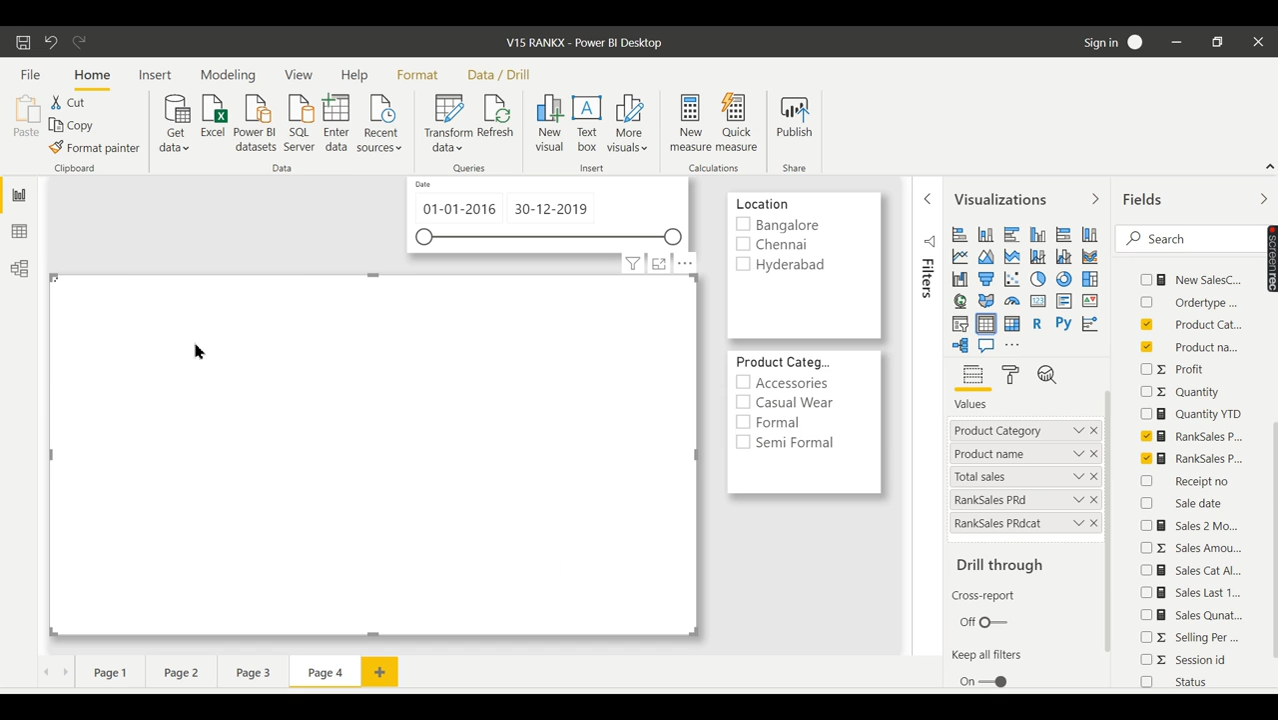 V15 RANKX - Power BI Desktop
Sign in
File Home Insert Modeling View Help Format Data / Drill
Paste
Cut
Copy
Format painter
Clipboard
Get data
Excel
Power BI datasets
SQL Server
Enter data
Recent sources
Data
Transform data
Refresh
Queries
New visual
Text box
More visuals
Insert
New measure
Quick measure
Calculations
Publish
Share
Date
01-01-2016 30-12-2019
Location
Bangalore
Chennai
Hyderabad
Product Categ...
Accessories
Casual Wear
Formal
Semi Formal
Filters
Visualizations
R
Py
123
Values
Product Category
Product name
Total sales
RankSales PRd
RankSales PRdcat
Drill through
Cross-report
Off
Keep all filters
On
Fields
Search
New SalesC...
Ordertype ...
Product Cat...
Product na...
Profit
Quantity
Quantity YTD
RankSales P...
RankSales P...
Receipt no
Sale date
Sales 2 Mo...
Sales Amou...
Sales Cat Al...
Sales Last 1...
Sales Qunat...
Selling Per ...
Session id
Status
screenrec
Page 1 Page 2 Page 3 Page 4